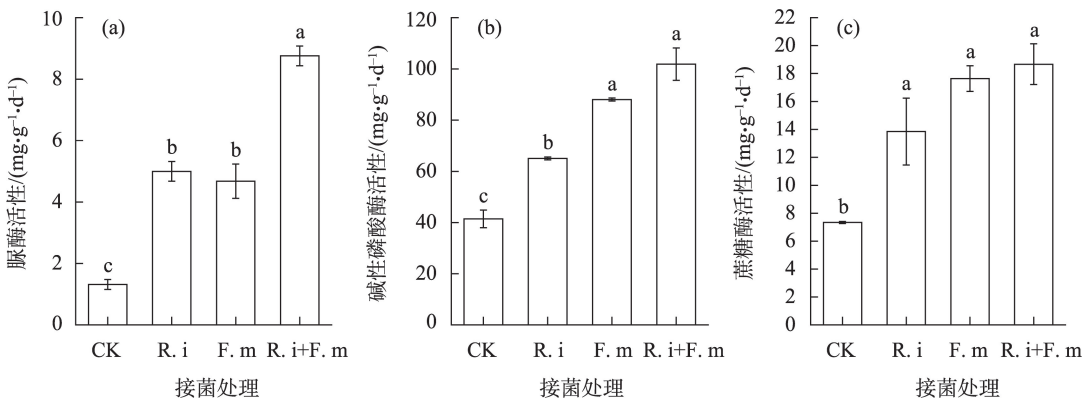 (a)
10
8
6
4
2
0
脲酶活性/(mg•g⁻¹•d⁻¹)
c
b
b
a
CK R. i F. m R. i+F. m
接菌处理
(b)
120
100
80
60
40
20
0
碱性磷酸酶活性/(mg•g⁻¹•d⁻¹)
c
b
a
a
CK R. i F. m R. i+F. m
接菌处理
(c)
22
20
18
16
14
12
10
8
6
4
2
0
蔗糖酶活性/(mg•g⁻¹•d⁻¹)
b
a
a
a
CK R. i F. m R. i+F. m
接菌处理